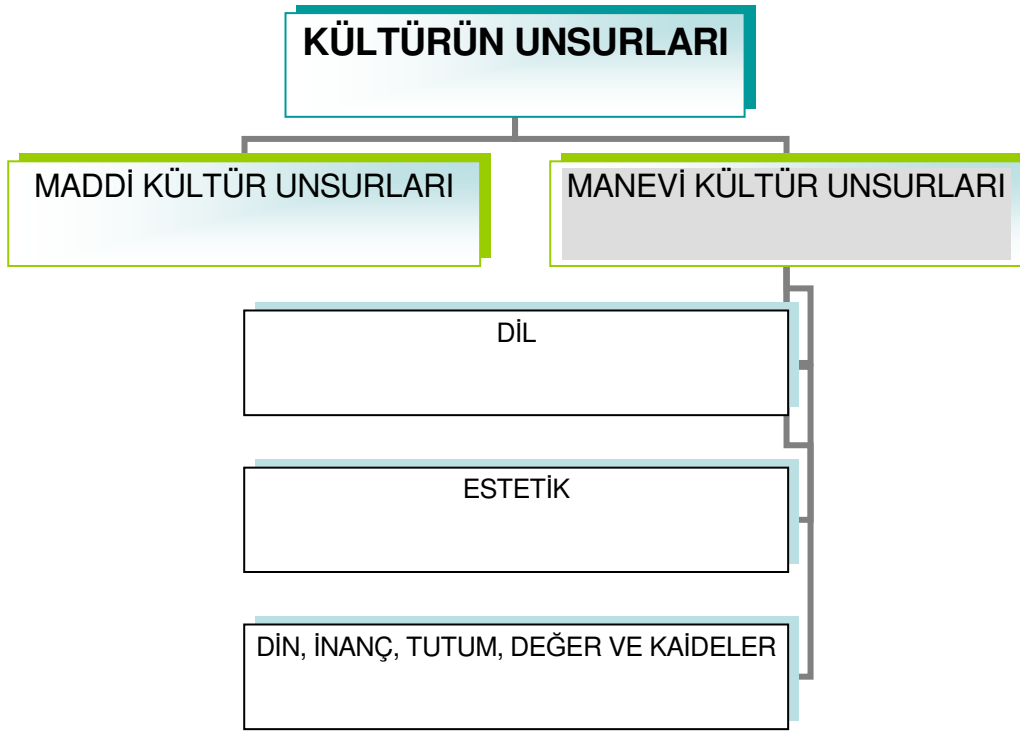 KÜLTÜRÜN UNSURLARI
MADDİ KÜLTÜR UNSURLARI
MANEVİ KÜLTÜR UNSURLARI
DİL
ESTETİK
DİN, İNANÇ, TUTUM, DEĞER VE KAİDELER